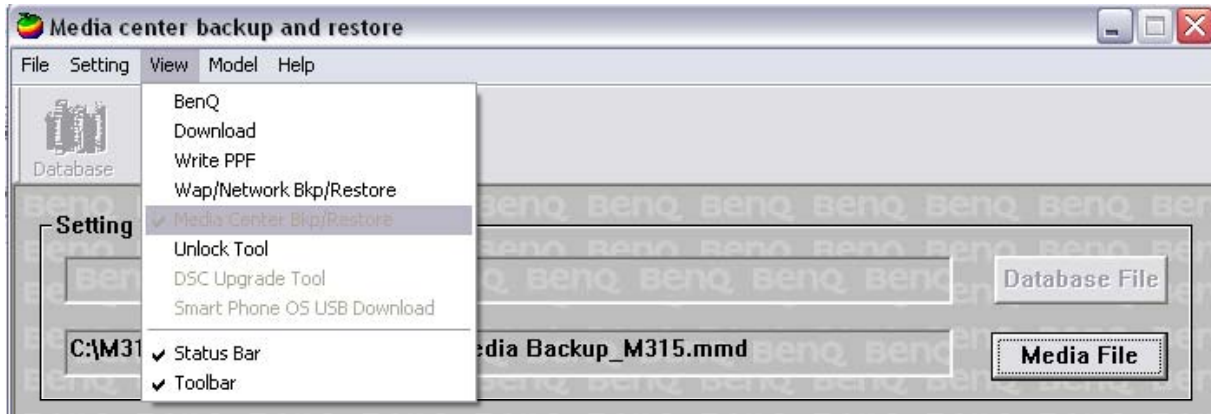 Media center backup and restore
File Setting View Model Help
Database
BenQ
Download
Write PPF
Wap/Network Bkp/Restore
Media Center Bkp/Restore
Unlock Tool
DSC Upgrade Tool
Smart Phone OS USB Download
Status Bar
Toolbar
Setting
Database File
C:\M31
edia Backup_M315.mmd
Media File